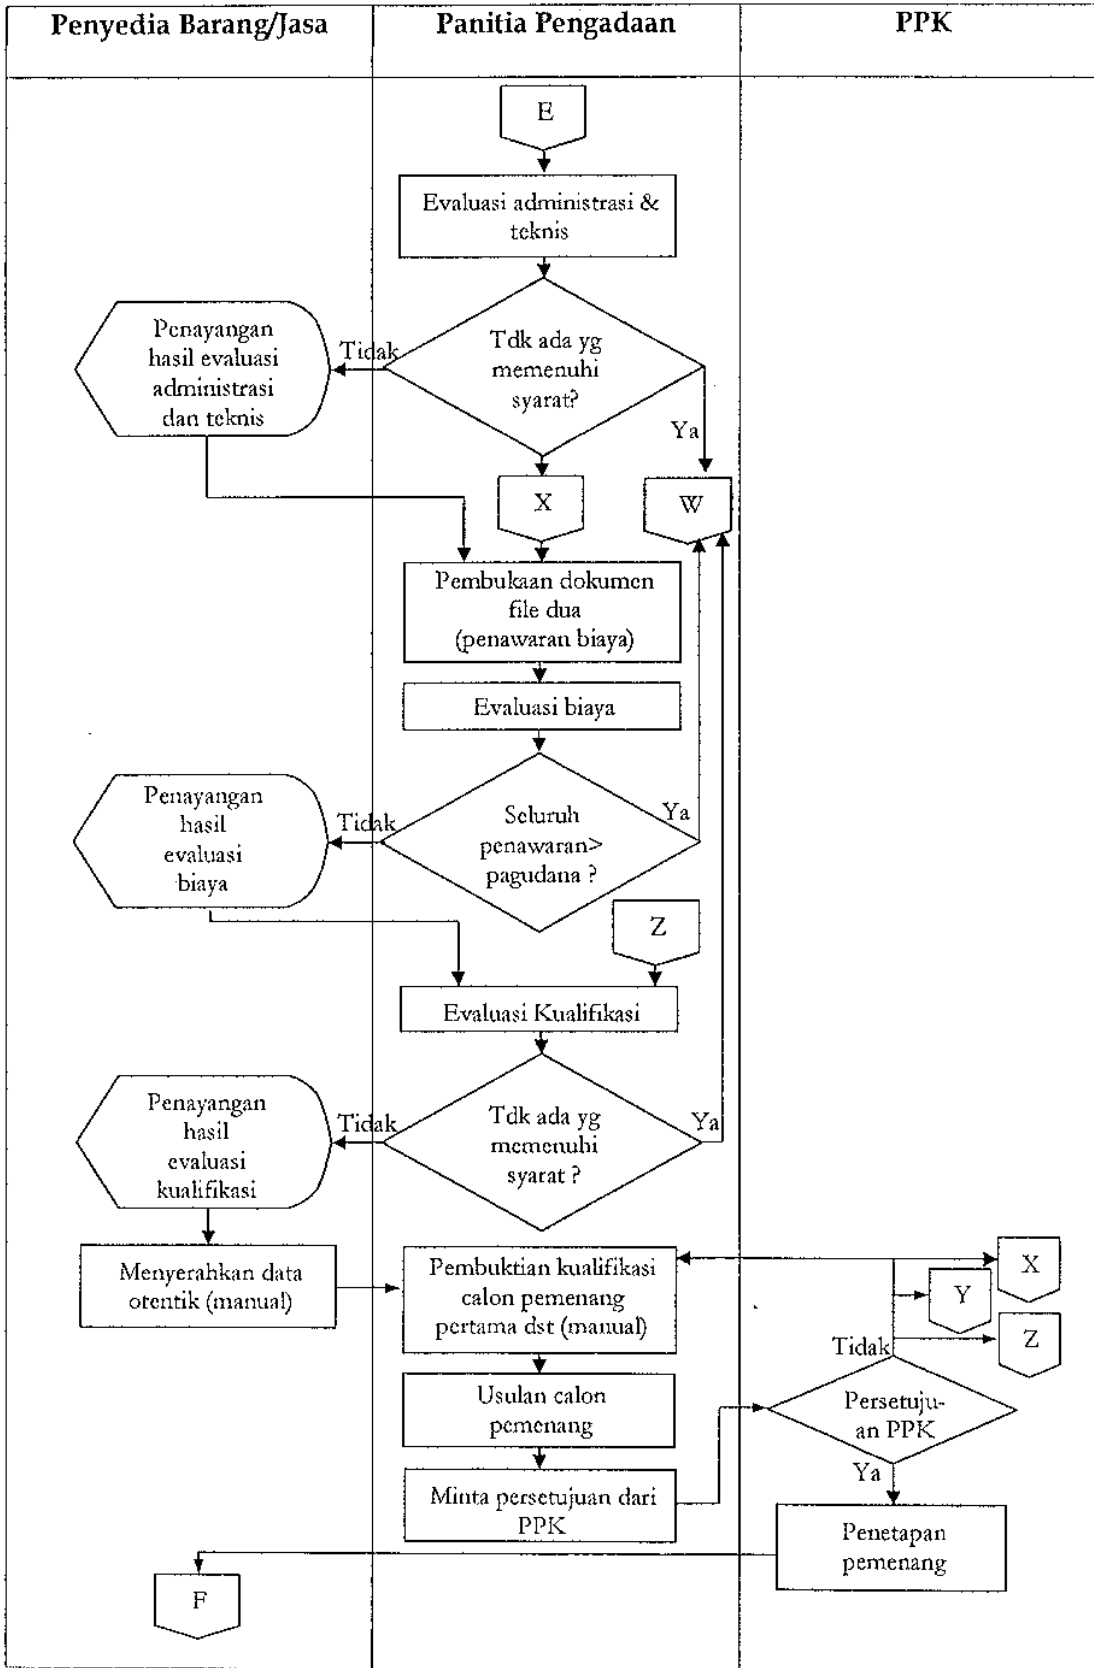 Penyedia Barang/Jasa
Panitia Pengadaan
PPK
E
Evaluasi administrasi &
teknis
Tdk ada yg
memenuhi
syarat?
Tidak
Ya
Penayangan
hasil evaluasi
administrasi
dan teknis
X
W
Pembukaan dokumen
file dua
(penawaran biaya)
Evaluasi biaya
Seluruh
penawaran>
pagudana ?
Tidak
Ya
Penayangan
hasil
evaluasi
biaya
Z
Evaluasi Kualifikasi
Tdk ada yg
memenuhi
syarat ?
Tidak
Ya
Penayangan
hasil
evaluasi
kualifikasi
Menyerahkan data
otentik (manual)
Pembuktian kualifikasi
calon pemenang
pertama dst (manual)
X
Y
Z
Tidak
Usulan calon
pemenang
Persetuju-
an PPK
Ya
Minta persetujuan dari
PPK
Penetapan
pemenang
F